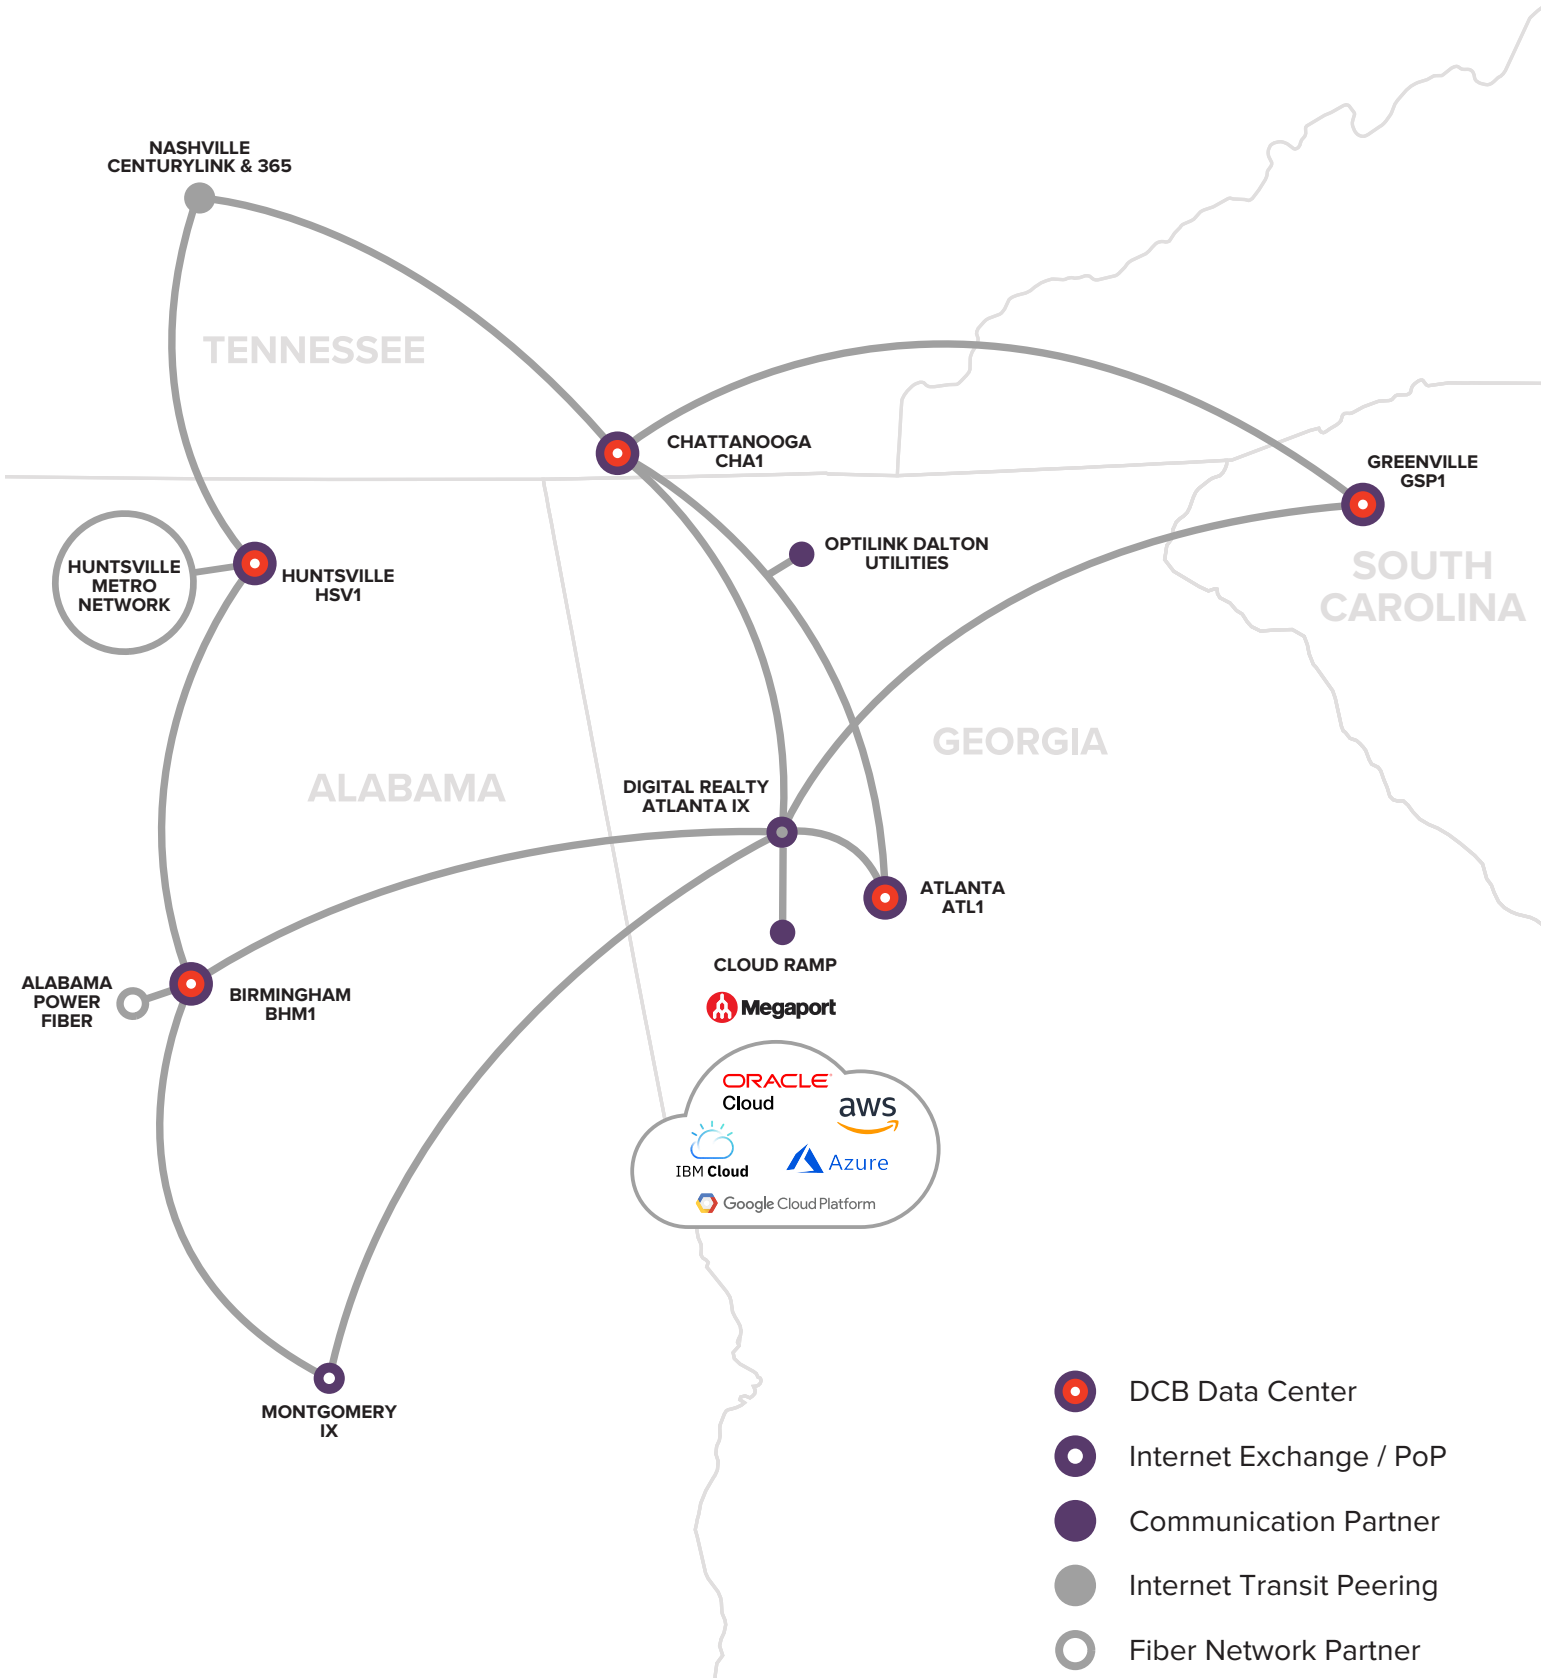 NASHVILLE
CENTURYLINK & 365
TENNESSEE
CHATTANOOGA
CHA1
GREENVILLE
GSP1
HUNTSVILLE
METRO
NETWORK
HUNTSVILLE
HSV1
OPTILINK DALTON
UTILITIES
SOUTH
CAROLINA
GEORGIA
ALABAMA
DIGITAL REALTY
ATLANTA IX
ATLANTA
ATL1
CLOUD RAMP
Megaport
ALABAMA
POWER
FIBER
BIRMINGHAM
BHM1
ORACLE
Cloud
aws
IBM Cloud
Azure
Google Cloud Platform
MONTGOMERY
IX
DCB Data Center
Internet Exchange / PoP
Communication Partner
Internet Transit Peering
Fiber Network Partner